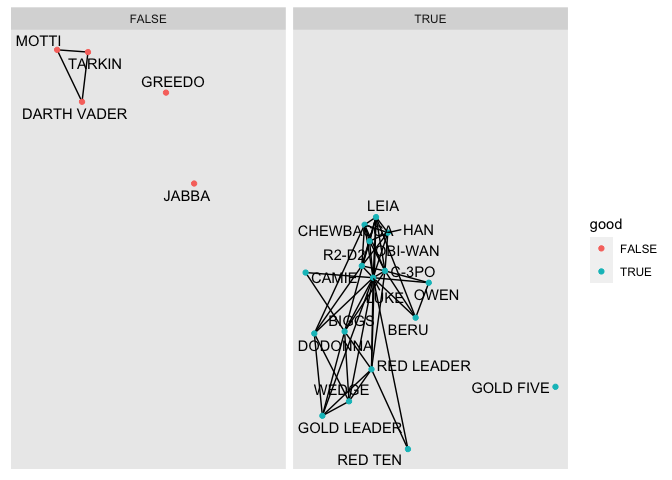 FALSE
TRUE
MOTTI
TARKIN
GREEDO
DARTH VADER
JABBA
LEIA
CHEWBACCA
HAN
OBI-WAN
R2-D2
C-3PO
CAMIE
OWEN
LUKE
BIGGS
BERU
DODONNA
RED LEADER
WEDGE
GOLD FIVE
GOLD LEADER
RED TEN
good
FALSE
TRUE